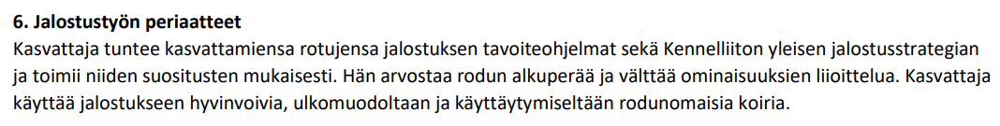 6. Jalostustyön periaatteet
Kasvattaja tuntee kasvattamiensa rotujensa jalostuksen tavoiteohjelmat sekä Kennelliiton yleisen jalostusstrategian
ja toimii niiden suositusten mukaisesti. Hän arvostaa rodun alkuperää ja välttää ominaisuuksien liioittelua. Kasvattaja
käyttää jalostukseen hyvinvoivia, ulkomuodoltaan ja käyttäytymiseltään rodunomaisia koiria.